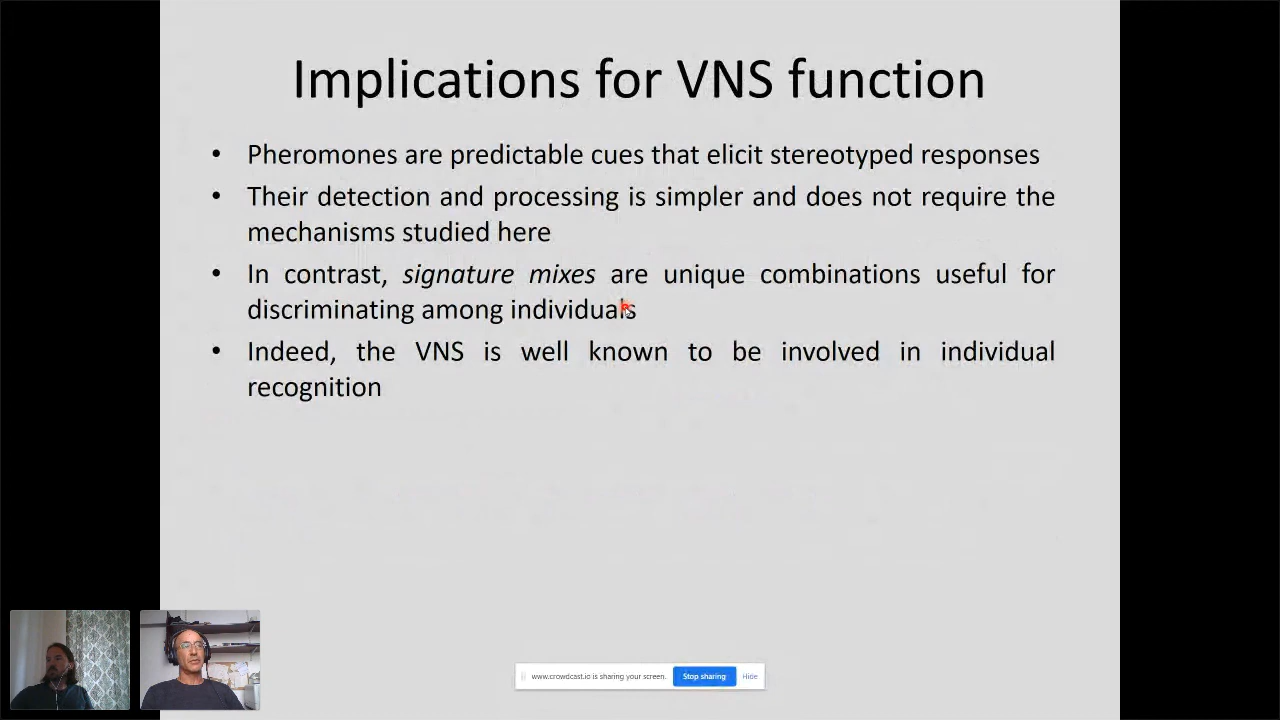 Implications for VNS function
• Pheromones are predictable cues that elicit stereotyped responses
• Their detection and processing is simpler and does not require the
mechanisms studied here
• In contrast, signature mixes are unique combinations useful for
discriminating among individuals
• Indeed, the VNS is well known to be involved in individual
recognition
www.crowdcast.io is sharing your screen. Stop sharing Hide